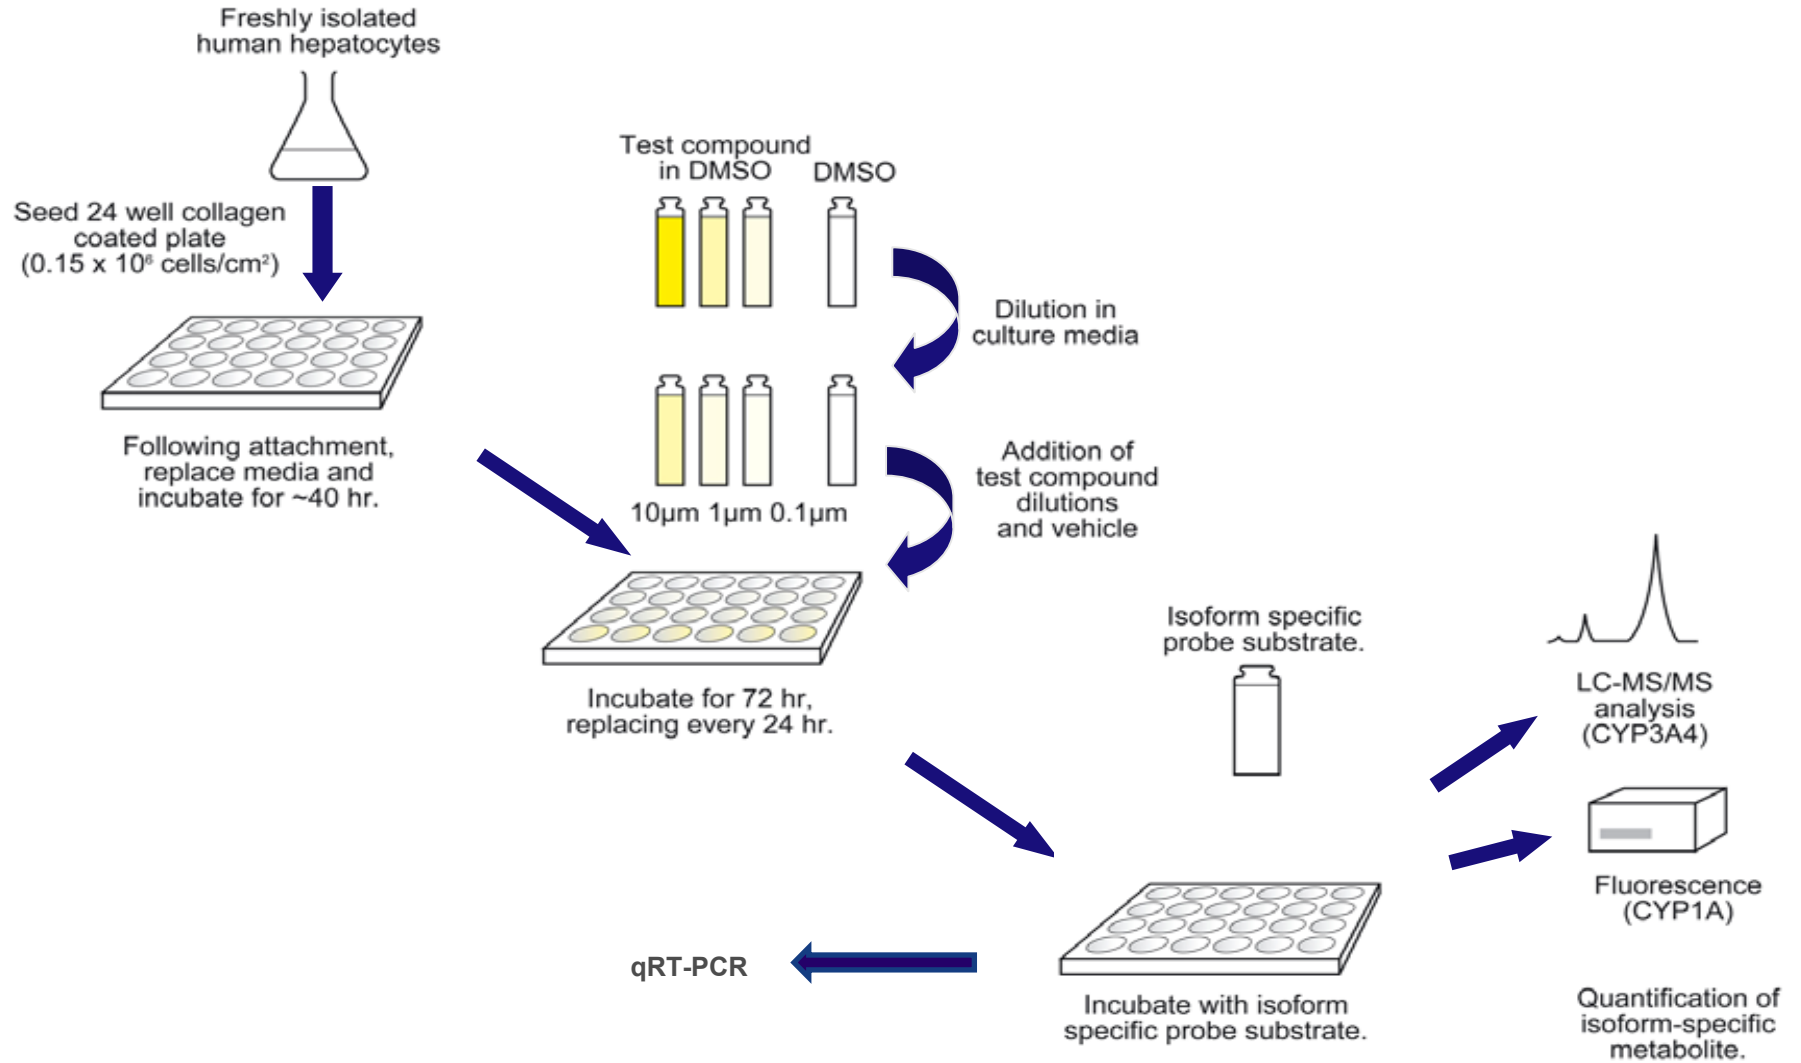 Freshly isolated
human hepatocytes
Seed 24 well collagen
coated plate
(0.15 x 10⁶ cells/cm²)
Following attachment,
replace media and
incubate for ~40 hr.
Test compound
in DMSO
DMSO
Dilution in
culture media
10µm 1µm 0.1µm
Addition of
test compound
dilutions
and vehicle
Incubate for 72 hr,
replacing every 24 hr.
Isoform specific
probe substrate.
Incubate with isoform
specific probe substrate.
qRT-PCR
LC-MS/MS
analysis
(CYP3A4)
Fluorescence
(CYP1A)
Quantification of
isoform-specific
metabolite.